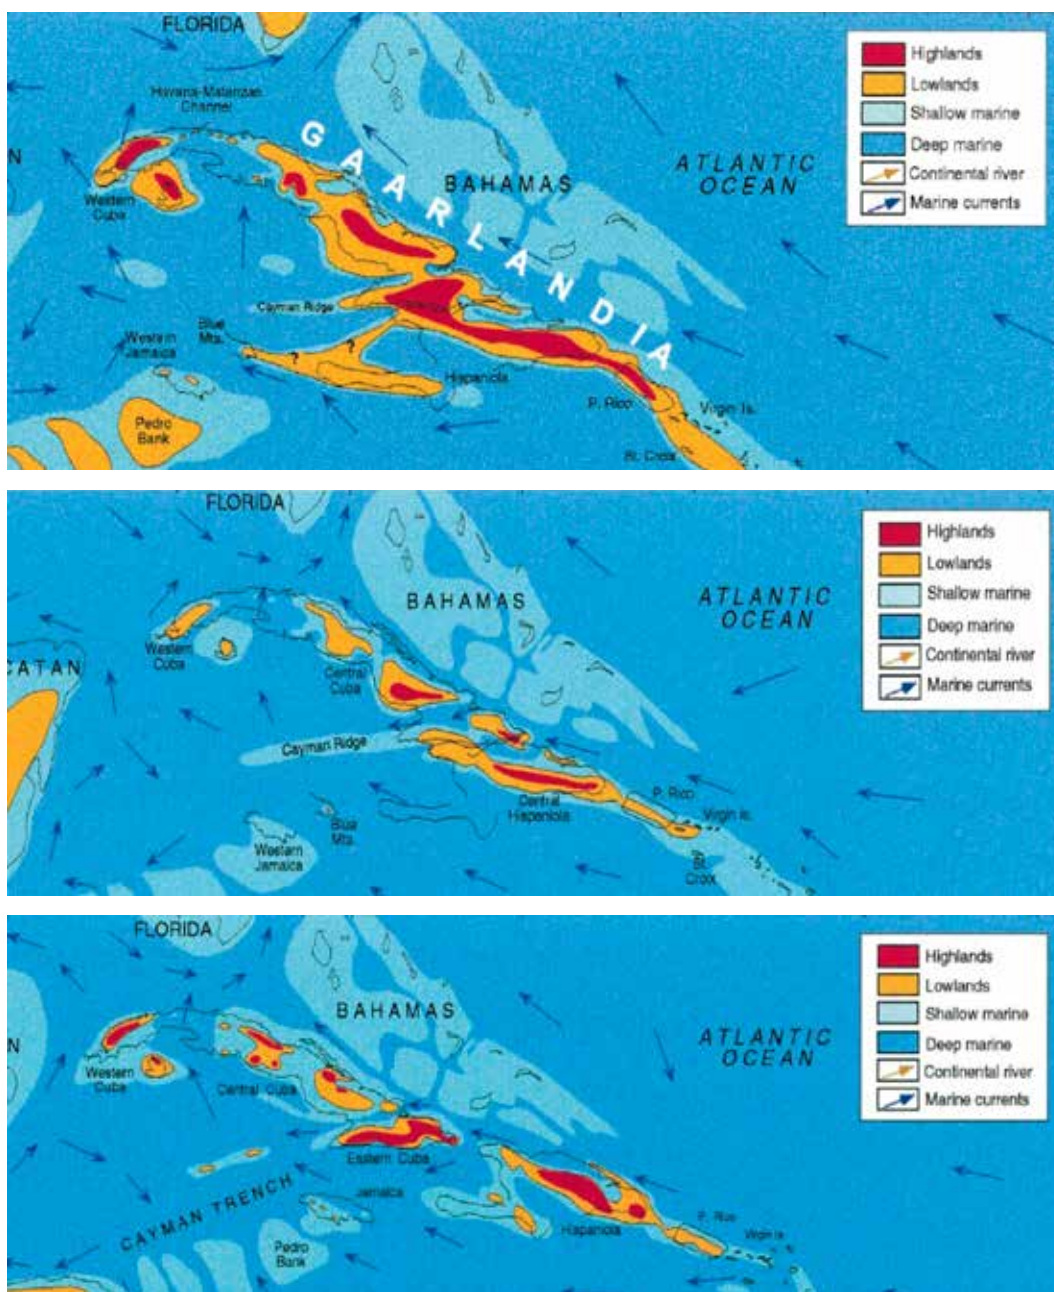 FLORIDA
Havana-Matanzas
Channel
Highlands
Lowlands
Shallow marine
Deep marine
Continental river
Marine currents
GAARLANDIA
BAHAMAS
ATLANTIC
OCEAN
N
Western
Cuba
Cayman Ridge
Blue
Mts.
Western
Jamaica
?
?
Hispaniola
P. Rico
Virgin Is.
St. Croix
Pedro
Bank
FLORIDA
Highlands
Lowlands
Shallow marine
Deep marine
Continental river
Marine currents
BAHAMAS
ATLANTIC
OCEAN
CATAN
Western
Cuba
Central
Cuba
Cayman Ridge
Central
Hispaniola
P. Rico
Virgin Is.
St.
Croix
Blue
Mts.
Western
Jamaica
FLORIDA
Highlands
Lowlands
Shallow marine
Deep marine
Continental river
Marine currents
BAHAMAS
ATLANTIC
OCEAN
N
Western
Cuba
Central Cuba
Eastern Cuba
CAYMAN TRENCH
Jamaica
Hispaniola
P. Rico
Virgin Is.
Pedro
Bank